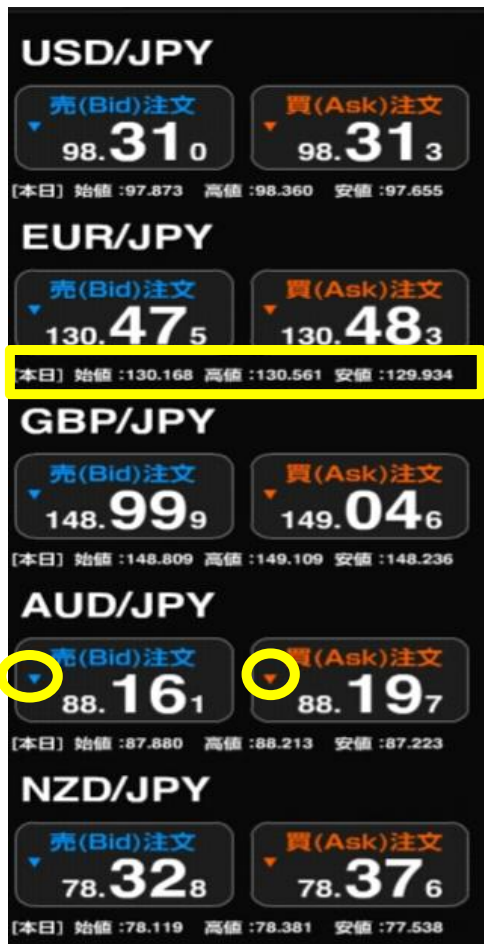 USD/JPY
売(Bid)注文 買(Ask)注文
98.310 98.313
[本日] 始値:97.873 高値:98.360 安値:97.655
EUR/JPY
売(Bid)注文 買(Ask)注文
130.475 130.483
[本日] 始値:130.168 高値:130.561 安値:129.934
GBP/JPY
売(Bid)注文 買(Ask)注文
148.999 149.046
[本日] 始値:148.809 高値:149.109 安値:148.236
AUD/JPY
売(Bid)注文 買(Ask)注文
88.161 88.197
[本日] 始値:87.880 高値:88.213 安値:87.223
NZD/JPY
売(Bid)注文 買(Ask)注文
78.328 78.376
[本日] 始値:78.119 高値:78.381 安値:77.538